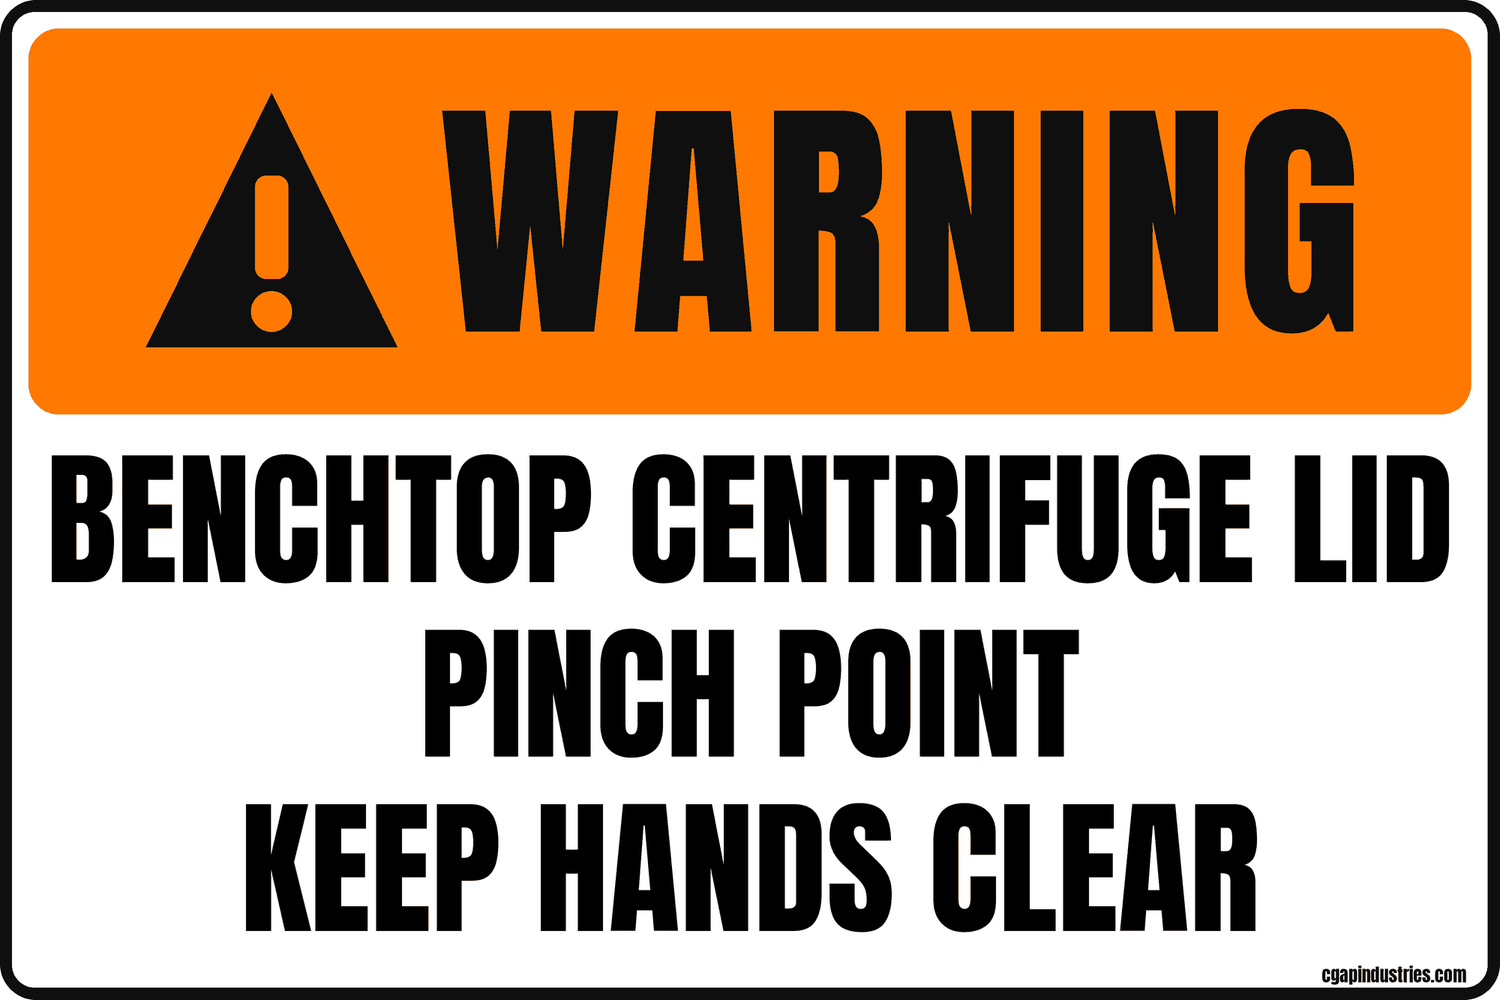 WARNING
BENCHTOP CENTRIFUGE LID
PINCH POINT
KEEP HANDS CLEAR
cgapindustries.com